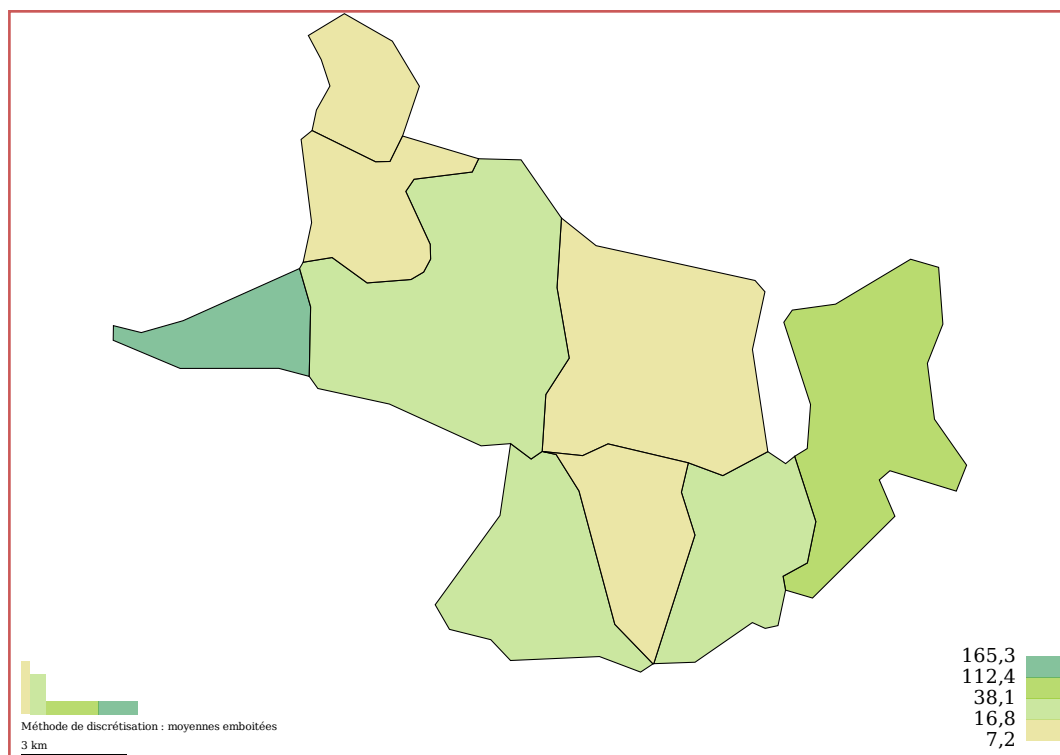 165,3
112,4
38,1
16,8
7,2
Méthode de discrétisation : moyennes emboitées
3 km